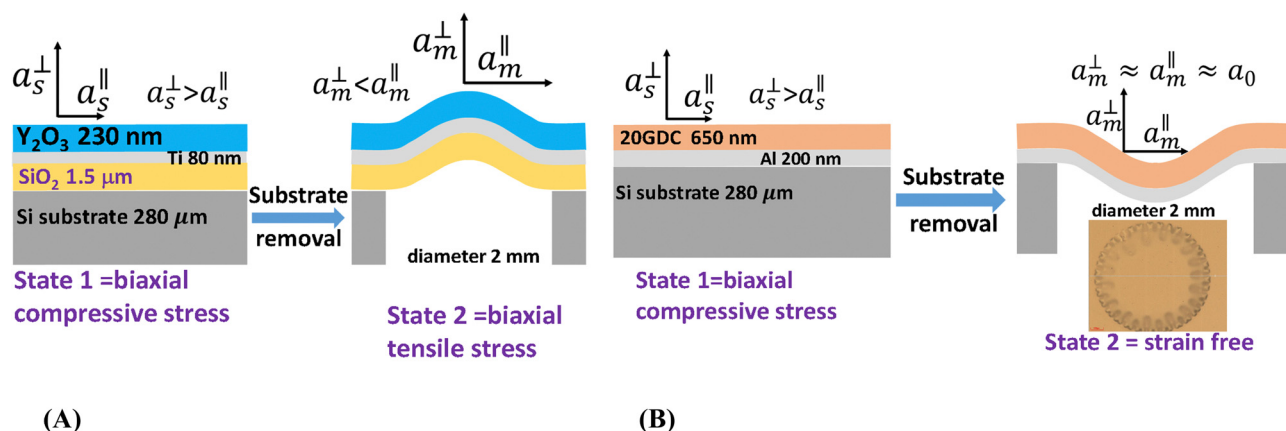 a_s^⊥
a_s^∥
a_s^⊥>a_s^∥
Y₂O₃ 230 nm
Ti 80 nm
SiO₂ 1.5 μm
Si substrate 280 μm
State 1 =biaxial
compressive stress
Substrate
removal
a_m^⊥
a_m^∥
a_m^⊥<a_m^∥
diameter 2 mm
State 2 =biaxial
tensile stress
(A)
a_s^⊥
a_s^∥
a_s^⊥>a_s^∥
20GDC 650 nm
Al 200 nm
Si substrate 280 μm
State 1=biaxial
compressive stress
Substrate
removal
a_m^⊥ ≈ a_m^∥ ≈ a_0
a_m^⊥
a_m^∥
diameter 2 mm
State 2 = strain free
(B)